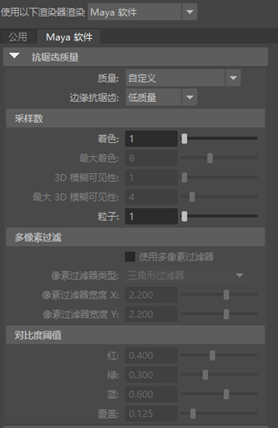 使用以下渲染器渲染 Maya 软件
公用 Maya 软件
抗锯齿质量
质量: 自定义
边缘抗锯齿: 低质量
采样数
着色: 1
最大着色: 8
3D 模糊可见性: 1
最大 3D 模糊可见性: 4
粒子: 1
多像素过滤
使用多像素过滤器
像素过滤器类型: 三角形过滤器
像素过滤器宽度 X: 2.200
像素过滤器宽度 Y: 2.200
对比度阈值
红: 0.400
绿: 0.300
蓝: 0.600
覆盖: 0.125